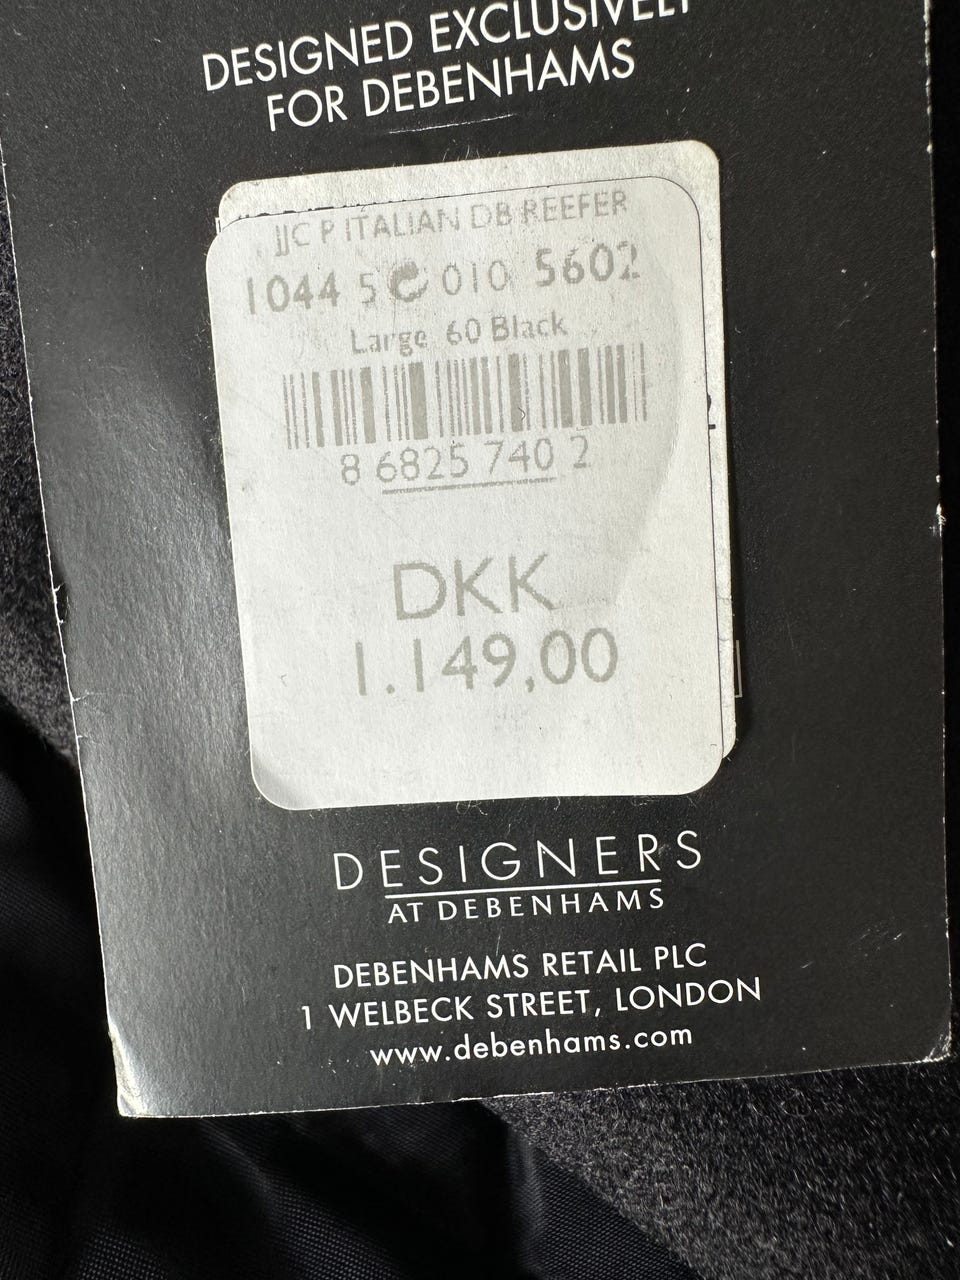 DESIGNED EXCLUSIVELY
FOR DEBENHAMS
JJC P ITALIAN DB REEFER
1044 5 010 5602
Large 60 Black
8 6825 740 2
DKK
1.149,00
DESIGNERS
AT DEBENHAMS
DEBENHAMS RETAIL PLC
1 WELBECK STREET, LONDON
www.debenhams.com